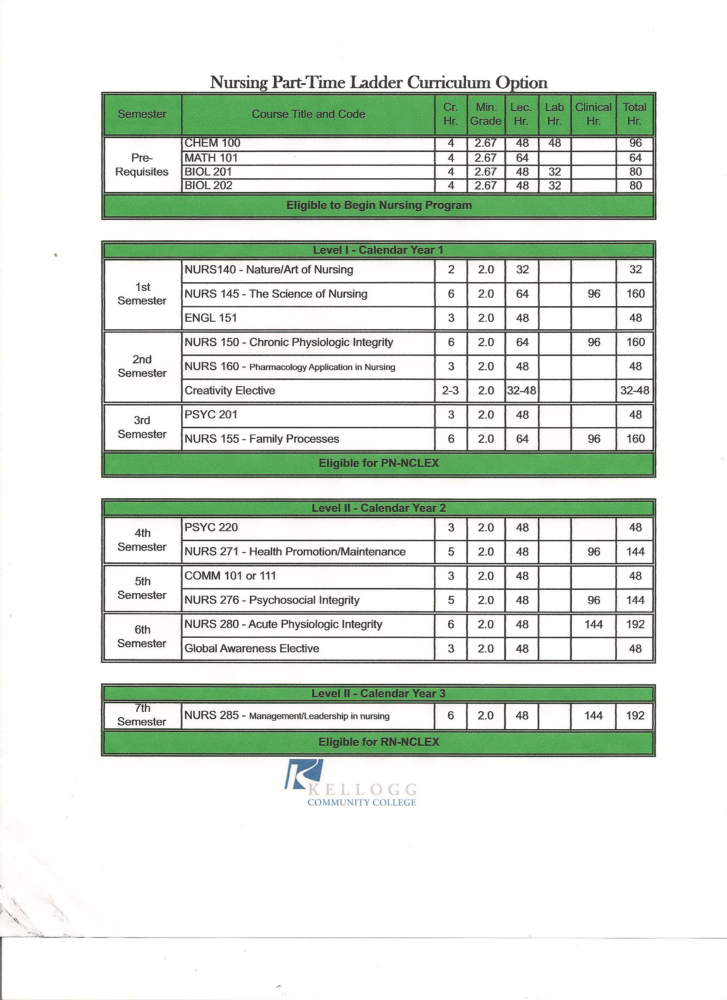 Nursing Part-Time Ladder Curriculum Option
Semester Course Title and Code Cr. Hr. Min. Grade Lec. Hr. Lab Hr. Clinical Hr. Total Hr.
Pre-Requisites
CHEM 100 4 2.67 48 48 96
MATH 101 4 2.67 64 64
BIOL 201 4 2.67 48 32 80
BIOL 202 4 2.67 48 32 80
Eligible to Begin Nursing Program
Level I - Calendar Year 1
1st Semester
NURS140 - Nature/Art of Nursing 2 2.0 32 32
NURS 145 - The Science of Nursing 6 2.0 64 96 160
ENGL 151 3 2.0 48 48
2nd Semester
NURS 150 - Chronic Physiologic Integrity 6 2.0 64 96 160
NURS 160 - Pharmacology Application in Nursing 3 2.0 48 48
Creativity Elective 2-3 2.0 32-48 32-48
3rd Semester
PSYC 201 3 2.0 48 48
NURS 155 - Family Processes 6 2.0 64 96 160
Eligible for PN-NCLEX
Level II - Calendar Year 2
4th Semester
PSYC 220 3 2.0 48 48
NURS 271 - Health Promotion/Maintenance 5 2.0 48 96 144
5th Semester
COMM 101 or 111 3 2.0 48 48
NURS 276 - Psychosocial Integrity 5 2.0 48 96 144
6th Semester
NURS 280 - Acute Physiologic Integrity 6 2.0 48 144 192
Global Awareness Elective 3 2.0 48 48
Level II - Calendar Year 3
7th Semester
NURS 285 - Management/Leadership in nursing 6 2.0 48 144 192
Eligible for RN-NCLEX
KELLOGG
COMMUNITY COLLEGE